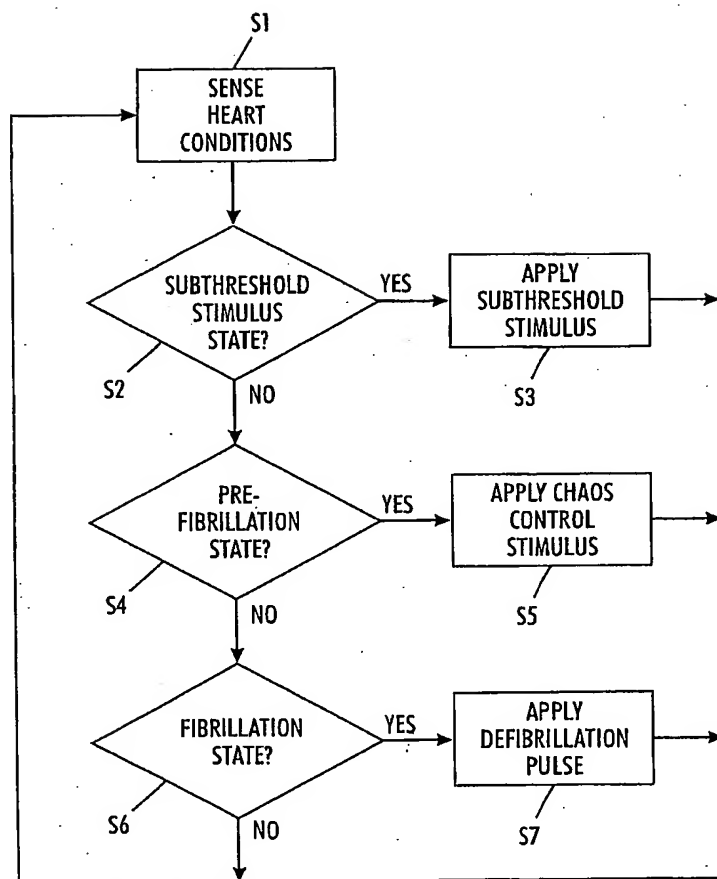 S1
SENSE
HEART
CONDITIONS
SUBTHRESHOLD
STIMULUS
STATE?
YES
APPLY
SUBTHRESHOLD
STIMULUS
S2
NO
S3
PRE-
FIBRILLATION
STATE?
YES
APPLY CHAOS
CONTROL
STIMULUS
S4
NO
S5
FIBRILLATION
STATE?
YES
APPLY
DEFIBRILLATION
PULSE
S6
NO
S7